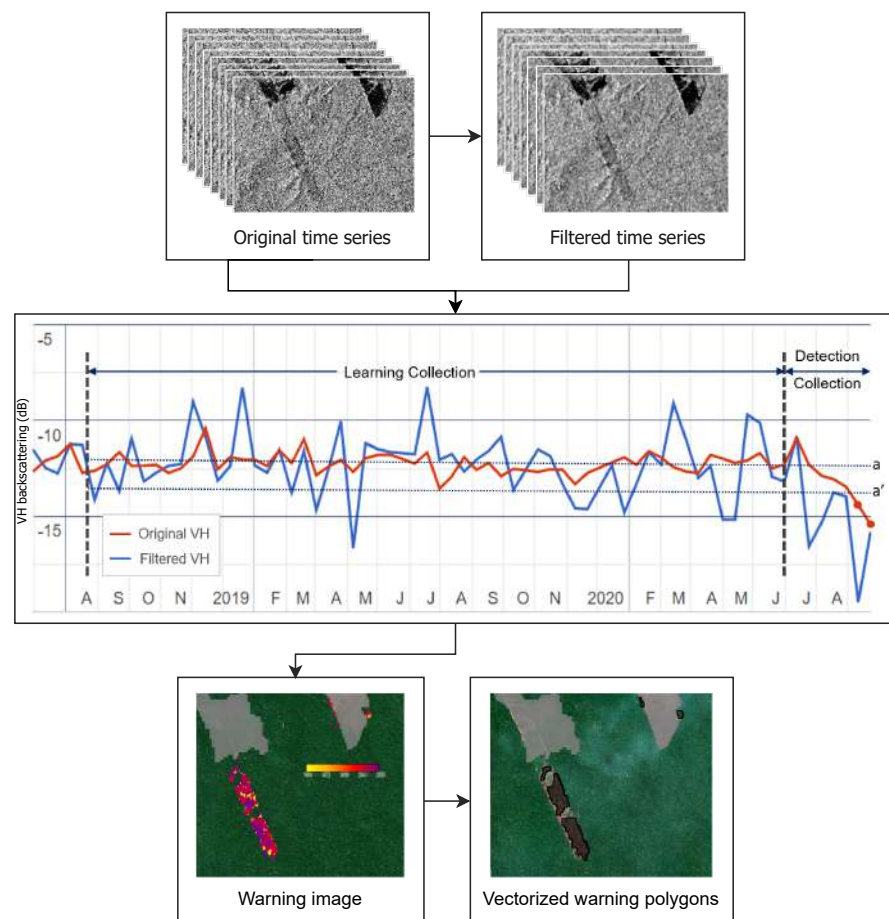 Original time series
Filtered time series
-5
Detection
Learning Collection
Collection
VH backscattering (dB)
-10
a
a'
-15
Original VH
Filtered VH
A S O N 2019 F M A M J J A S O N 2020 F M A M J J A
Warning image
Vectorized warning polygons